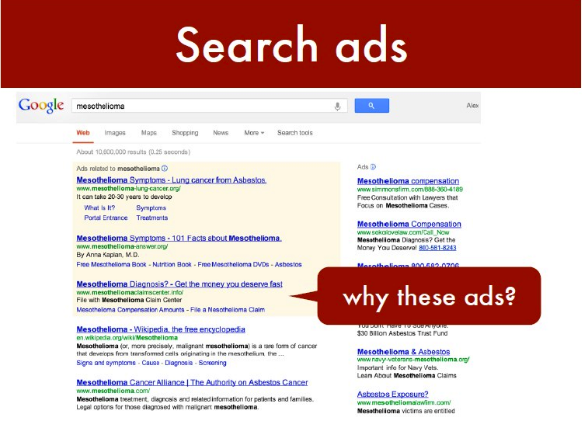 Search ads
Google
mesothelioma
Alex
Web Images Maps Shopping News More Search tools
About 10,600,000 results (0.25 seconds)
Ads related to mesothelioma
Mesothelioma Symptoms - Lung cancer from Asbestos.
www.mesothelioma-lung-cancer.org/
It can take 20-30 years to develop
What Is It? Symptoms
Portal Entrance Treatments
Mesothelioma Symptoms - 101 Facts about Mesothelioma.
www.mesothelioma-answer.org/
By Anna Kaplan, M.D.
Free Mesothelioma Book - Nutrition Book - Free Mesothelioma DVDs - Asbestos
Mesothelioma Diagnosis? - Get the money you deserve fast
www.mesotheliomaclaimscenter.info/
File with Mesothelioma Claim Center
Mesothelioma Compensation Amounts - File a Mesothelioma Claim
Mesothelioma - Wikipedia, the free encyclopedia
en.wikipedia.org/wiki/Mesothelioma
Mesothelioma (or, more precisely, malignant mesothelioma) is a rare form of cancer
that develops from transformed cells originating in the mesothelium, the ...
Signs and symptoms - Cause - Diagnosis - Screening
Mesothelioma Cancer Alliance | The Authority on Asbestos Cancer
www.mesothelioma.com/
Mesothelioma treatment, diagnosis and related information for patients and families.
Legal options for those diagnosed with malignant mesothelioma.
Ads
Mesothelioma compensation
www.simmonsfirm.com/888-360-4189
Free Consultation with Lawyers that
Focus on Mesothelioma Cases.
Mesothelioma Compensation
www.sokolovelaw.com/Call_Now
Mesothelioma Diagnosis? Get the
Money You Deserve! 800-581-8243
Mesothelioma 800-582-0706
why these ads?
You Dont Have To Sue Anyone.
$30 Billion Asbestos Trust Fund
Mesothelioma & Asbestos
www.navy-veterans-mesothelioma.org/
Important info for Navy Vets.
Learn About Mesothelioma Claims
Asbestos Exposure?
www.mesotheliomalawfirm.com/
Mesothelioma victims are entitled